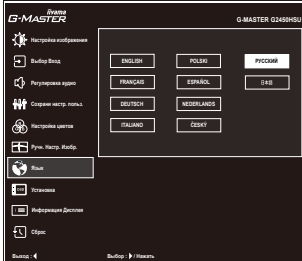 iiyama
G-MASTER
G-MASTER G2450HSU
Настройка изображения
Выбор Вход
Регулировка аудио
Сохрани настр. польз.
Настройка цветов
Ручн. Настр. Изобр.
Язык
Установка
Информация Дисплея
Сброс
ENGLISH POLSKI РУССКИЙ
FRANÇAIS ESPAÑOL 日本語
DEUTSCH NEDERLANDS
ITALIANO ČESKÝ
Выход : Выбор : / Нажать